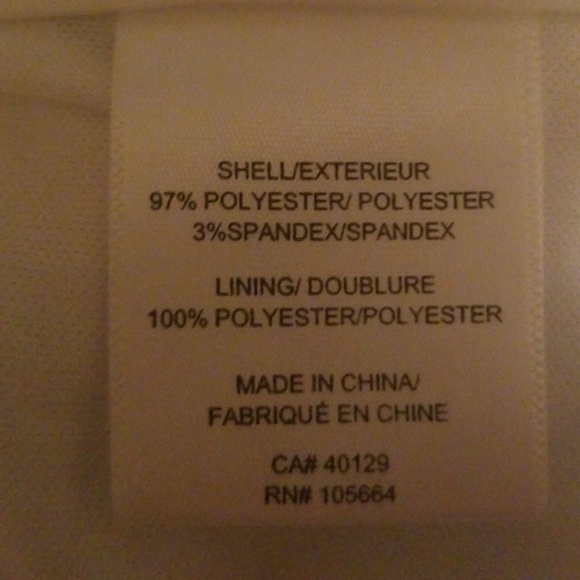 SHELL/EXTERIEUR
97% POLYESTER/ POLYESTER
3%SPANDEX/SPANDEX
LINING/ DOUBLURE
100% POLYESTER/POLYESTER
MADE IN CHINA/
FABRIQUÉ EN CHINE
CA# 40129
RN# 105664